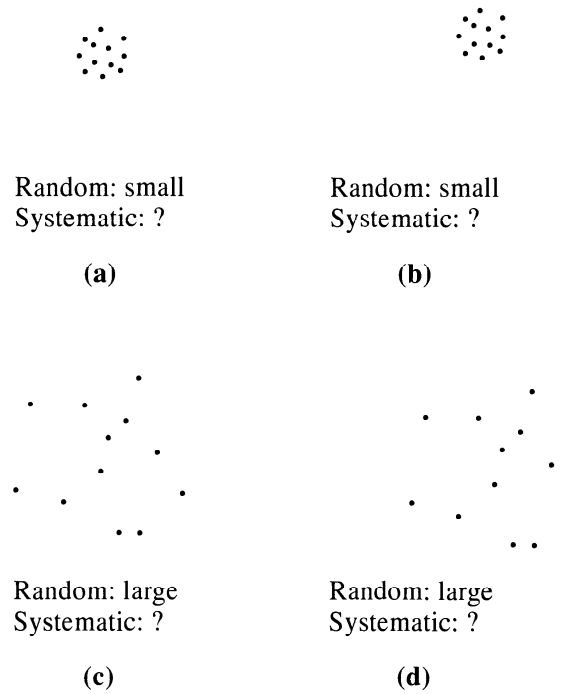 Random: small
Systematic: ?
(a)
Random: small
Systematic: ?
(b)
Random: large
Systematic: ?
(c)
Random: large
Systematic: ?
(d)